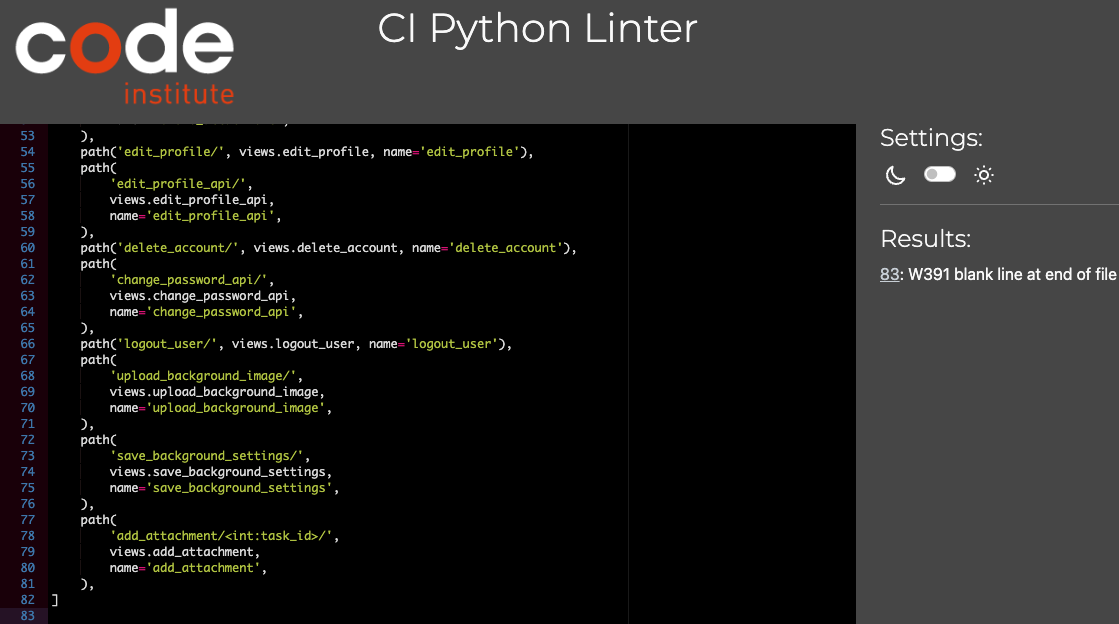 code
institute
CI Python Linter
53 ),
54 path('edit_profile/', views.edit_profile, name='edit_profile'),
55 path(
56 'edit_profile_api/',
57 views.edit_profile_api,
58 name='edit_profile_api',
59 ),
60 path('delete_account/', views.delete_account, name='delete_account'),
61 path(
62 'change_password_api/',
63 views.change_password_api,
64 name='change_password_api',
65 ),
66 path('logout_user/', views.logout_user, name='logout_user'),
67 path(
68 'upload_background_image/',
69 views.upload_background_image,
70 name='upload_background_image',
71 ),
72 path(
73 'save_background_settings/',
74 views.save_background_settings,
75 name='save_background_settings',
76 ),
77 path(
78 'add_attachment/<int:task_id>/',
79 views.add_attachment,
80 name='add_attachment',
81 ),
82 ]
83
Settings:
Results:
83: W391 blank line at end of file